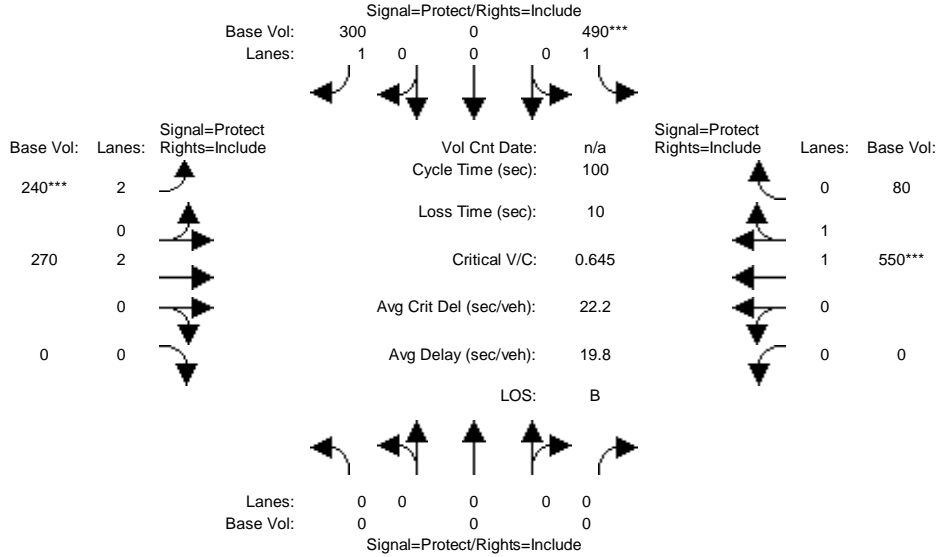 Signal=Protect/Rights=Include
Base Vol: 300 0 490***
Lanes: 1 0 0 0 1
Signal=Protect
Rights=Include
Base Vol: Lanes:
Vol Cnt Date: n/a
Signal=Protect
Rights=Include
Lanes: Base Vol:
Cycle Time (sec): 100
240*** 2
0 80
Loss Time (sec): 10
0
1
270 2
Critical V/C: 0.645
1 550***
0
Avg Crit Del (sec/veh): 22.2
0
0 0
Avg Delay (sec/veh): 19.8
0 0
LOS: B
Lanes: 0 0 0 0 0
Base Vol: 0 0 0
Signal=Protect/Rights=Include